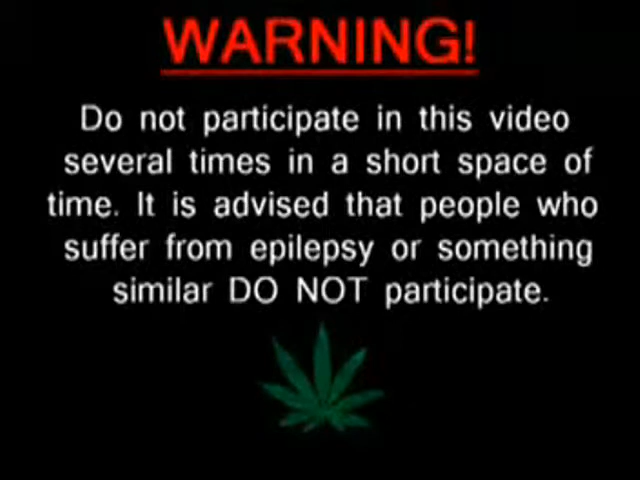 WARNING!
Do not participate in this video
several times in a short space of
time. It is advised that people who
suffer from epilepsy or something
similar DO NOT participate.